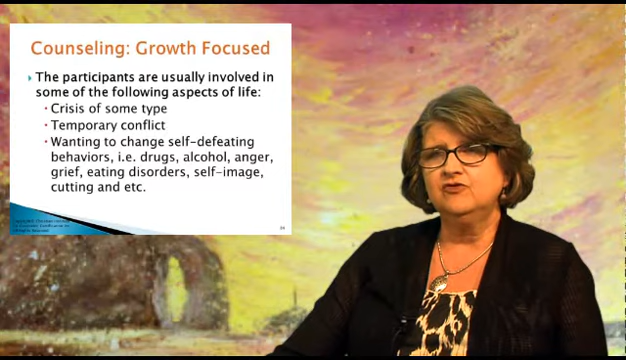 Counseling: Growth Focused
The participants are usually involved in
some of the following aspects of life:
Crisis of some type
Temporary conflict
Wanting to change self-defeating
behaviors, i.e. drugs, alcohol, anger,
grief, eating disorders, self-image,
cutting and etc.